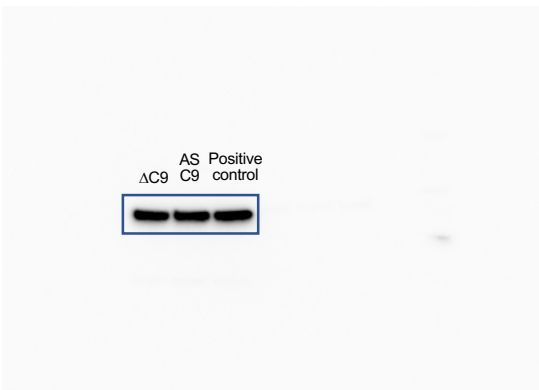 ΔC9
AS
C9
Positive
control